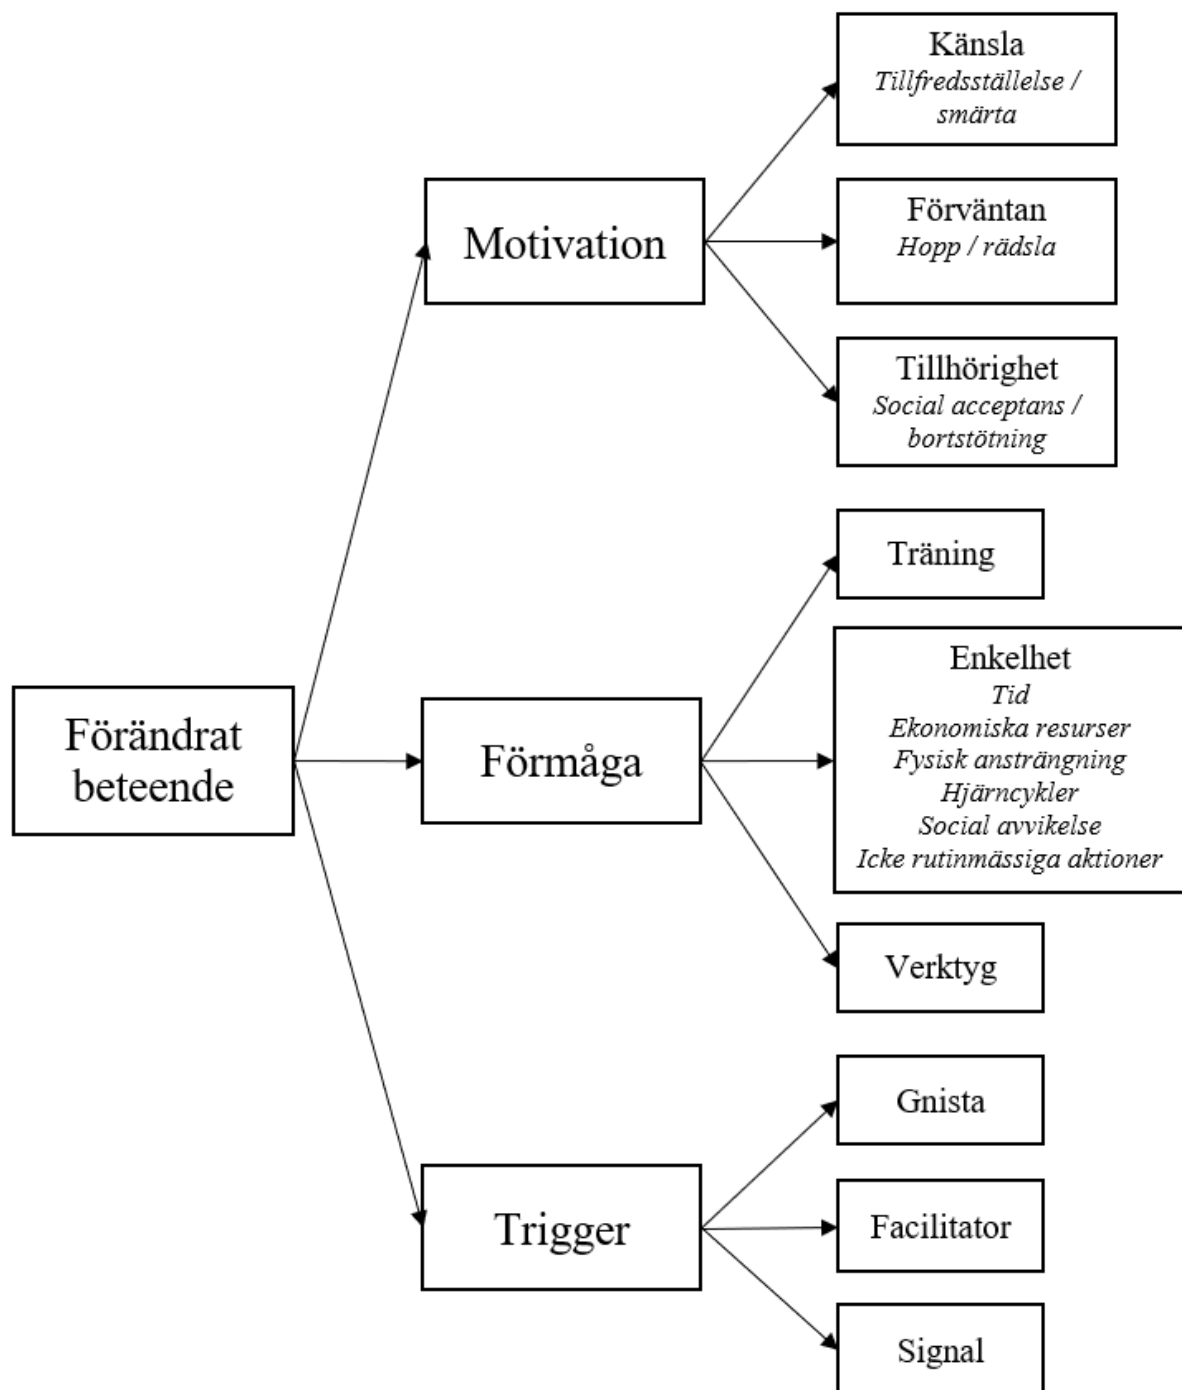 Känsla
Tillfredsställelse /
smärta
Motivation
Förväntan
Hopp / rädsla
Tillhörighet
Social acceptans /
bortstötning
Förändrat
beteende
Förmåga
Träning
Enkelhet
Tid
Ekonomiska resurser
Fysisk ansträngning
Hjärncykler
Social avvikelse
Icke rutinmässiga aktioner
Verktyg
Trigger
Gnista
Facilitator
Signal